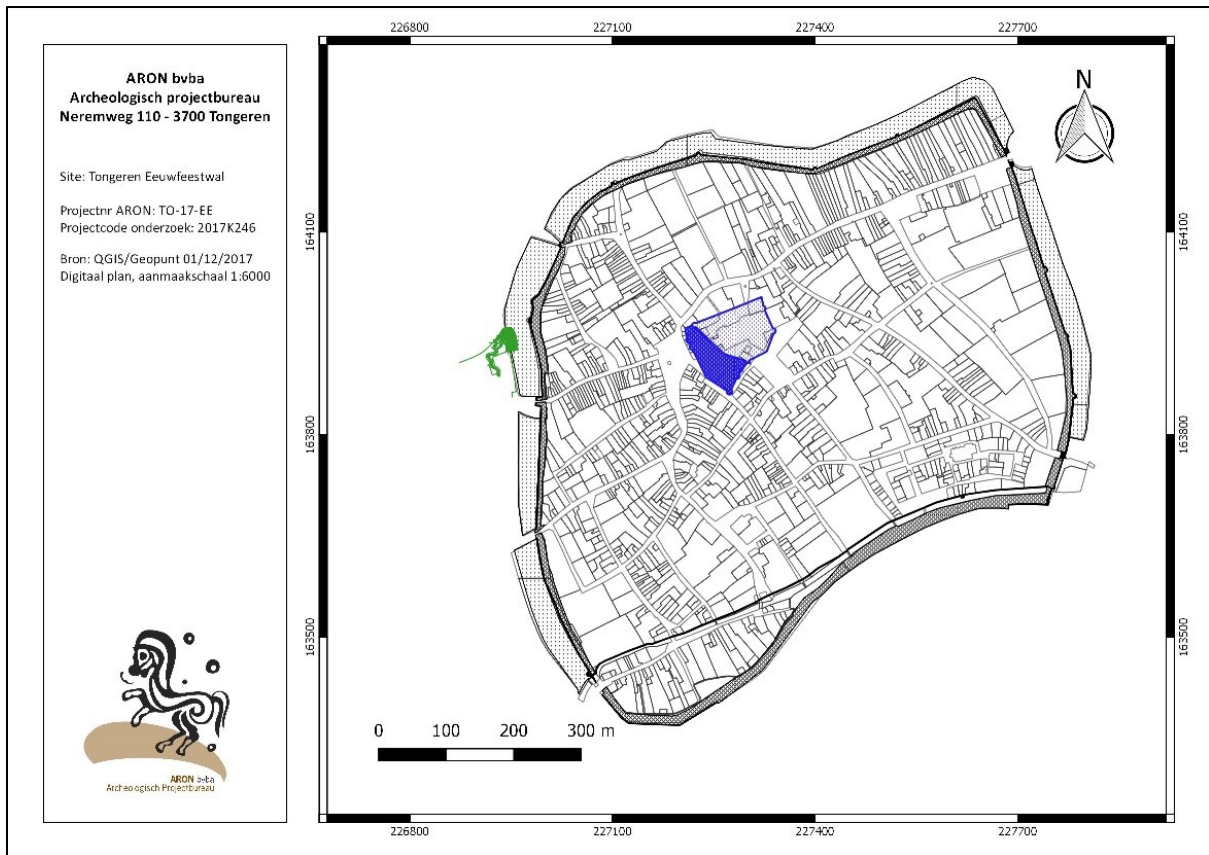 ARON bvba
Archeologisch projectbureau
Neremweg 110 - 3700 Tongeren
Site: Tongeren Eeuwfeestwal
Projectnr ARON: TO-17-EE
Projectcode onderzoek: 2017K246
Bron: QGIS/Geopunt 01/12/2017
Digitaal plan, aanmaakschaal 1:6000
ARON bvba
Archeologisch Projectbureau
226800 227100 227400 227700
N
164100 164100
163800 163800
163500 163500
0 100 200 300 m
226800 227100 227400 227700